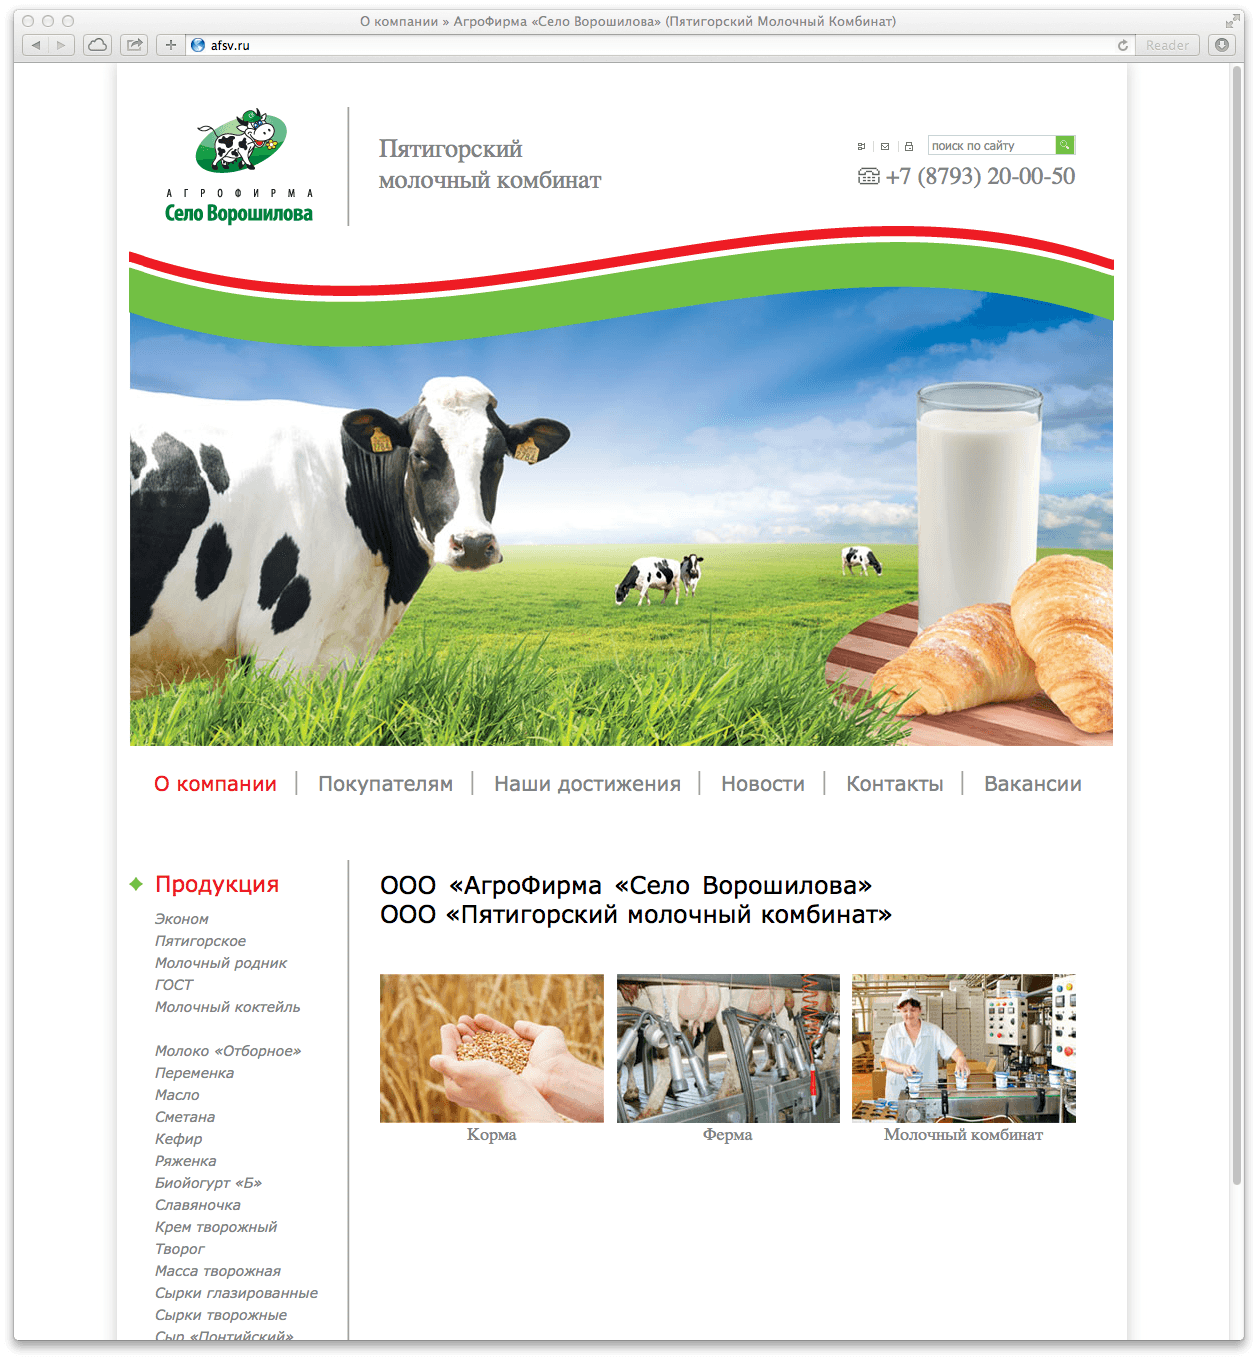 О компании » АгроФирма «Село Ворошилова» (Пятигорский Молочный Комбинат)
afsv.ru
Reader
АГРОФИРМА
Село Ворошилова
Пятигорский
молочный комбинат
поиск по сайту
+7 (8793) 20-00-50
О компании
Покупателям
Наши достижения
Новости
Контакты
Вакансии
Продукция
Эконом
Пятигорское
Молочный родник
ГОСТ
Молочный коктейль
Молоко «Отборное»
Переменка
Масло
Сметана
Кефир
Ряженка
Биойогурт «Б»
Славяночка
Крем творожный
Творог
Масса творожная
Сырки глазированные
Сырки творожные
Сыр «Понтийский»
ООО «АгроФирма «Село Ворошилова»
ООО «Пятигорский молочный комбинат»
Корма
Ферма
Молочный комбинат